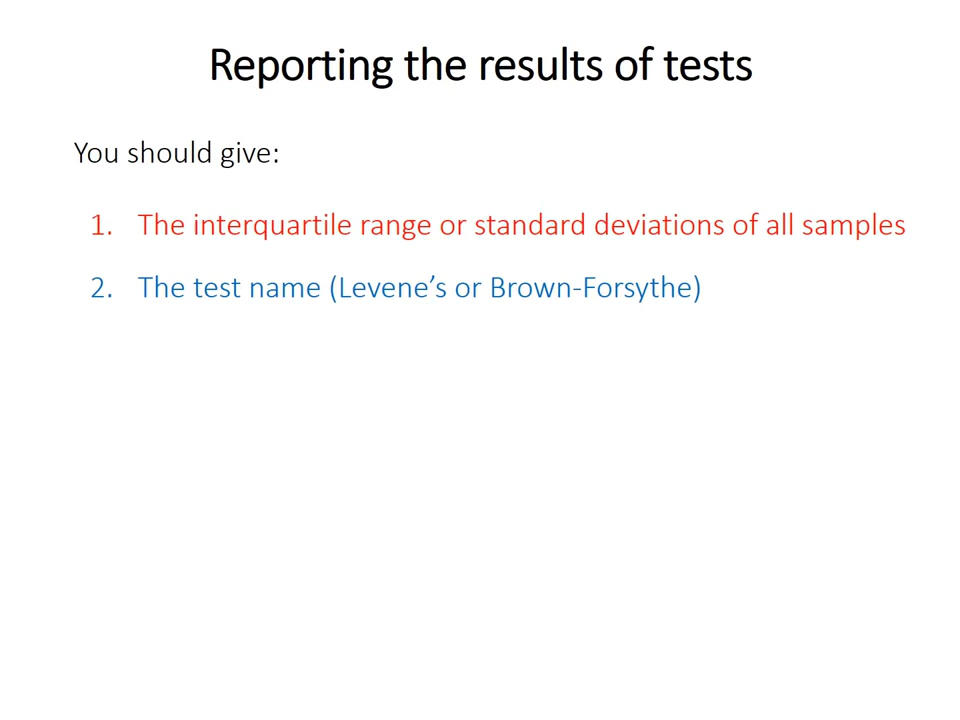 Reporting the results of tests
You should give:
1. The interquartile range or standard deviations of all samples
2. The test name (Levene’s or Brown-Forsythe)